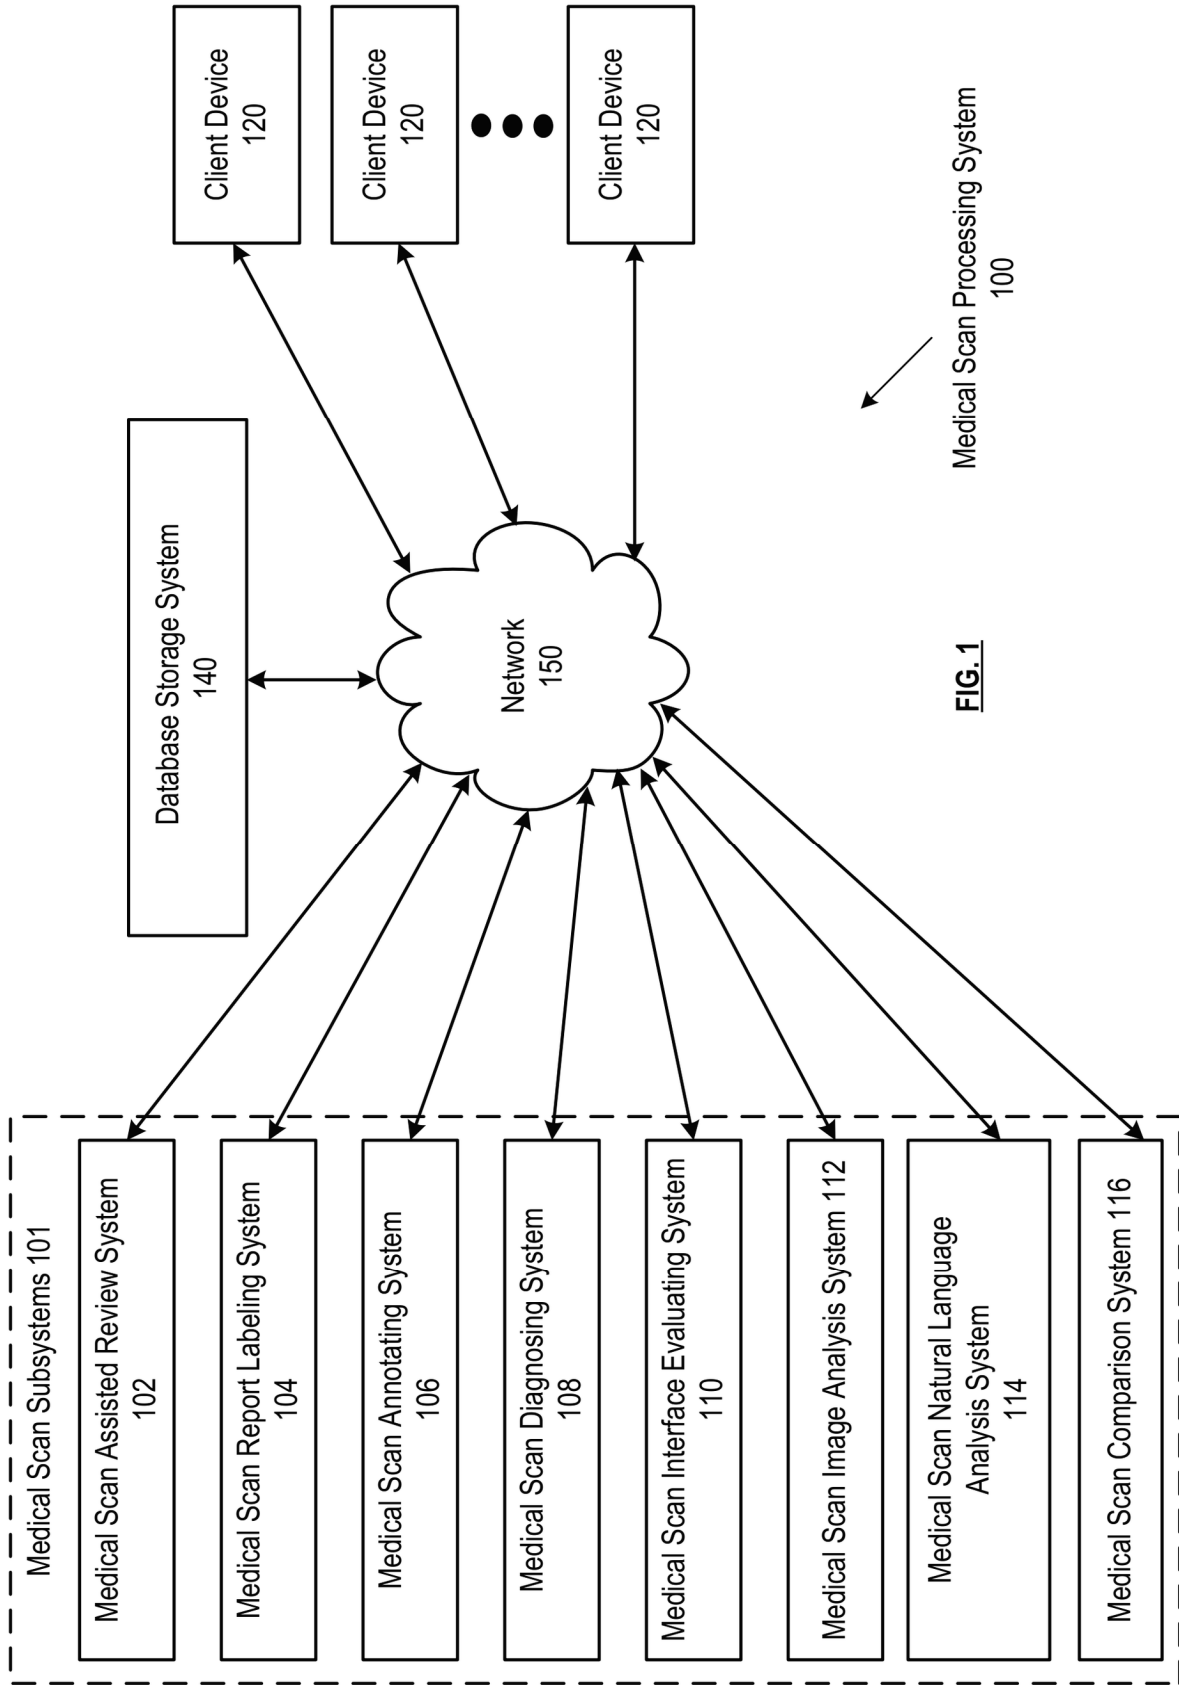 Medical Scan Subsystems 101
Medical Scan Assisted Review System
102
Medical Scan Report Labeling System
104
Medical Scan Annotating System
106
Medical Scan Diagnosing System
108
Medical Scan Interface Evaluating System
110
Medical Scan Image Analysis System 112
Medical Scan Natural Language
Analysis System
114
Medical Scan Comparison System 116
Database Storage System
140
Network
150
Client Device
120
Client Device
120
Client Device
120
FIG. 1
Medical Scan Processing System
100